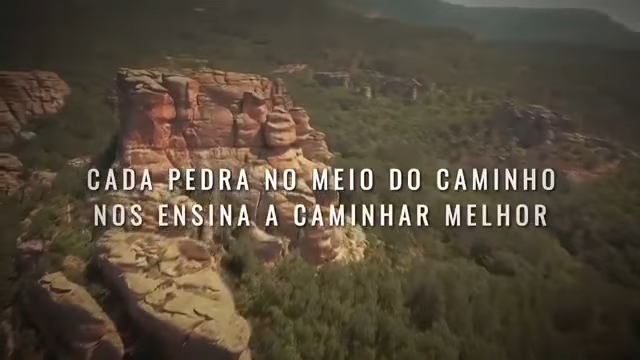 CADA PEDRA NO MEIO DO CAMINHO
NOS ENSINA A CAMINHAR MELHOR